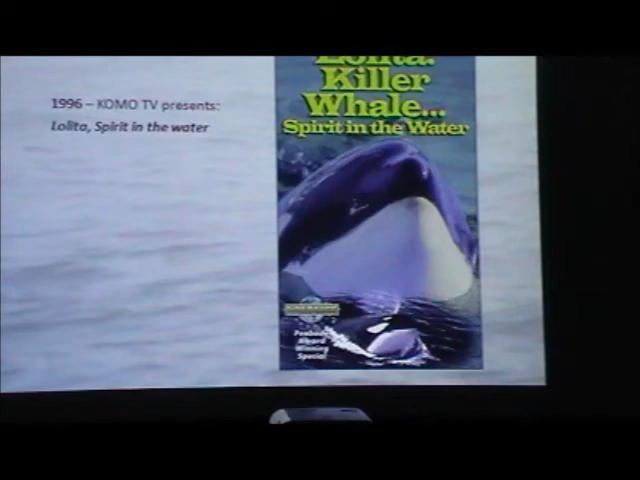 1996 – KOMO TV presents:
Lolita, Spirit in the water
Lolita:
Killer
Whale...
Spirit in the Water
Peabody
Award
Winning
Special